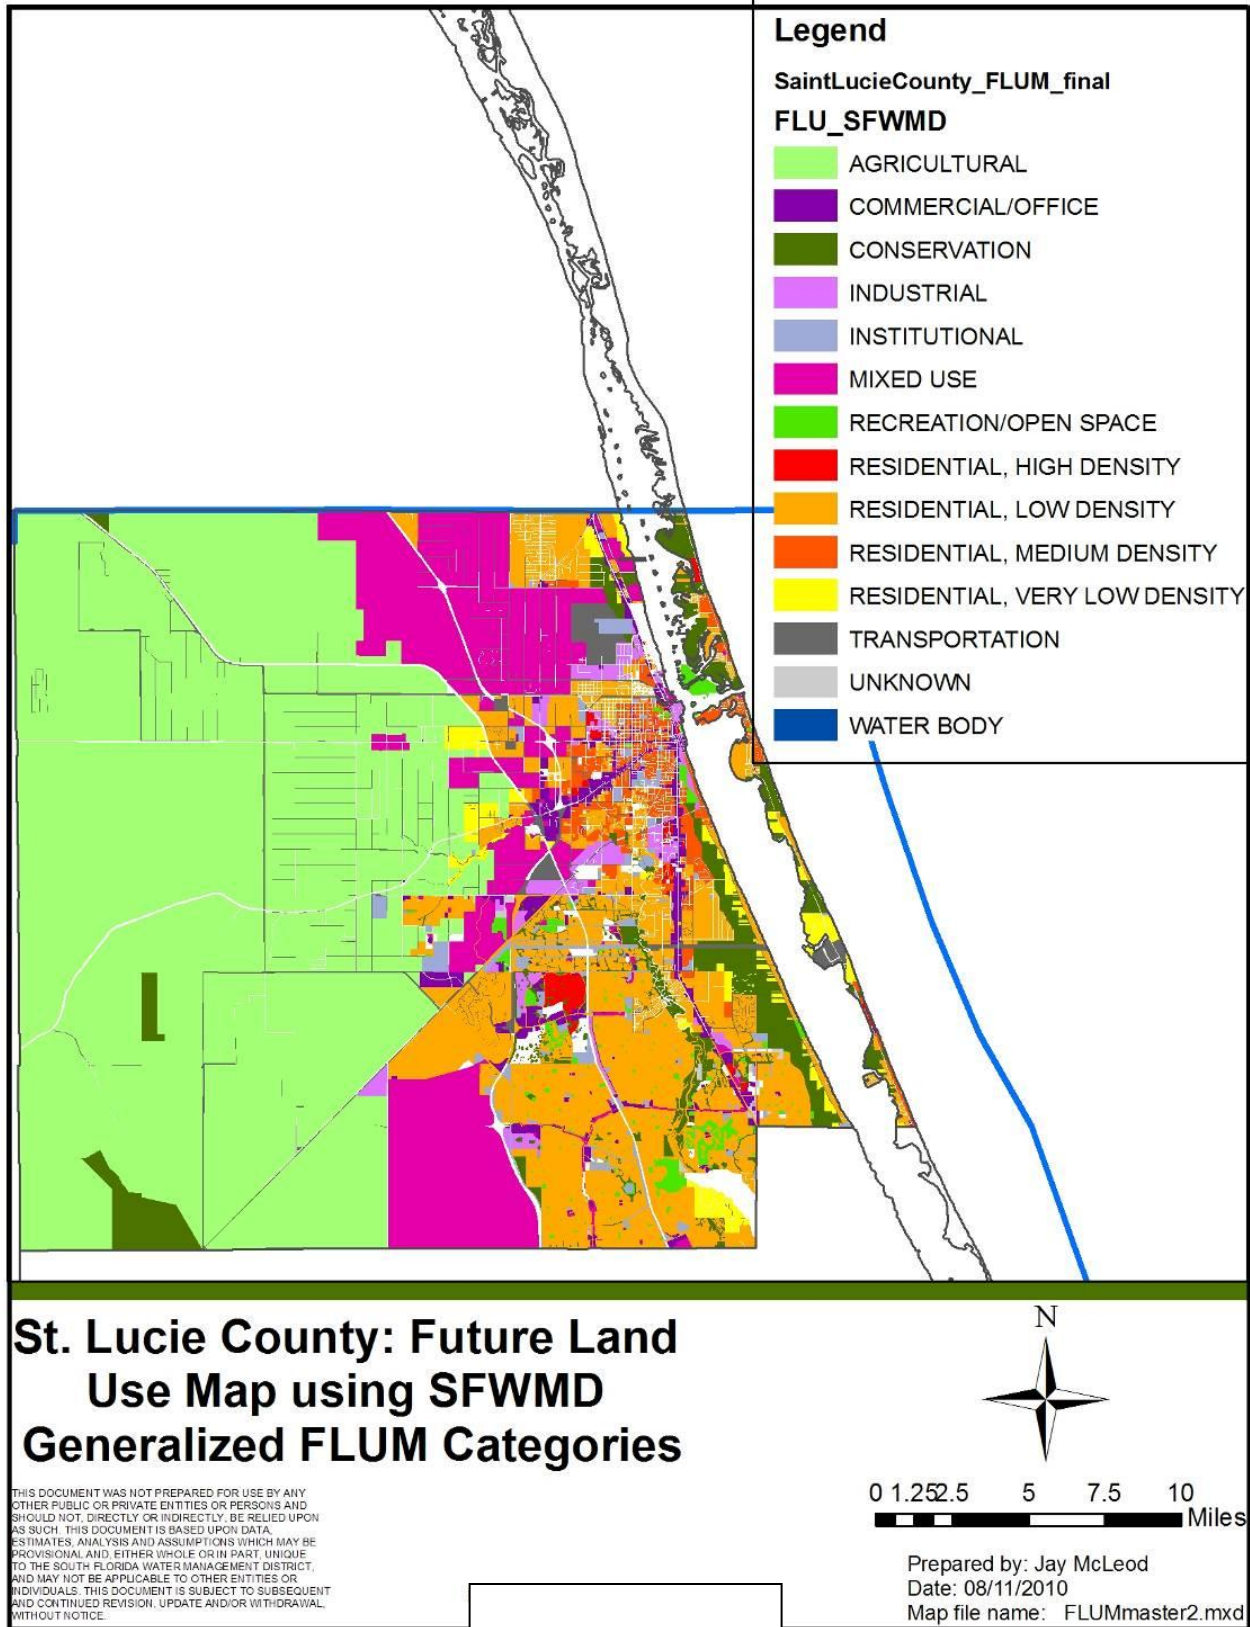 Legend
SaintLucieCounty_FLUM_final
FLU_SFWMD
AGRICULTURAL
COMMERCIAL/OFFICE
CONSERVATION
INDUSTRIAL
INSTITUTIONAL
MIXED USE
RECREATION/OPEN SPACE
RESIDENTIAL, HIGH DENSITY
RESIDENTIAL, LOW DENSITY
RESIDENTIAL, MEDIUM DENSITY
RESIDENTIAL, VERY LOW DENSITY
TRANSPORTATION
UNKNOWN
WATER BODY
St. Lucie County: Future Land
Use Map using SFWMD
Generalized FLUM Categories
THIS DOCUMENT WAS NOT PREPARED FOR USE BY ANY
OTHER PUBLIC OR PRIVATE ENTITIES OR PERSONS AND
SHOULD NOT, DIRECTLY OR INDIRECTLY, BE RELIED UPON
AS SUCH. THIS DOCUMENT IS BASED UPON DATA,
ESTIMATES, ANALYSIS AND ASSUMPTIONS WHICH MAY BE
PROVISIONAL AND, EITHER WHOLE OR IN PART, UNIQUE
TO THE SOUTH FLORIDA WATER MANAGEMENT DISTRICT,
AND MAY NOT BE APPLICABLE TO OTHER ENTITIES OR
INDIVIDUALS. THIS DOCUMENT IS SUBJECT TO SUBSEQUENT
AND CONTINUED REVISION, UPDATE AND/OR WITHDRAWAL,
WITHOUT NOTICE.
N
0 1.25 2.5 5 7.5 10
Miles
Prepared by: Jay McLeod
Date: 08/11/2010
Map file name: FLUMmaster2.mxd